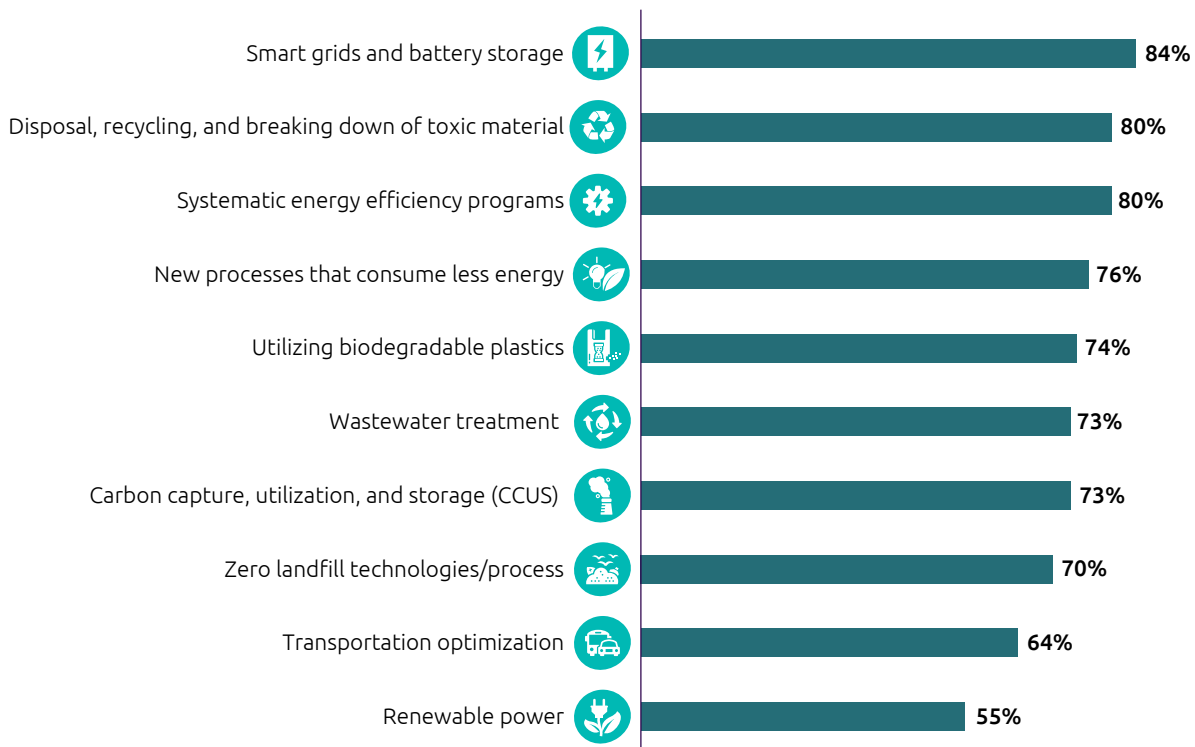 Smart grids and battery storage 84%
Disposal, recycling, and breaking down of toxic material 80%
Systematic energy efficiency programs 80%
New processes that consume less energy 76%
Utilizing biodegradable plastics 74%
Wastewater treatment 73%
Carbon capture, utilization, and storage (CCUS) 73%
Zero landfill technologies/process 70%
Transportation optimization 64%
Renewable power 55%